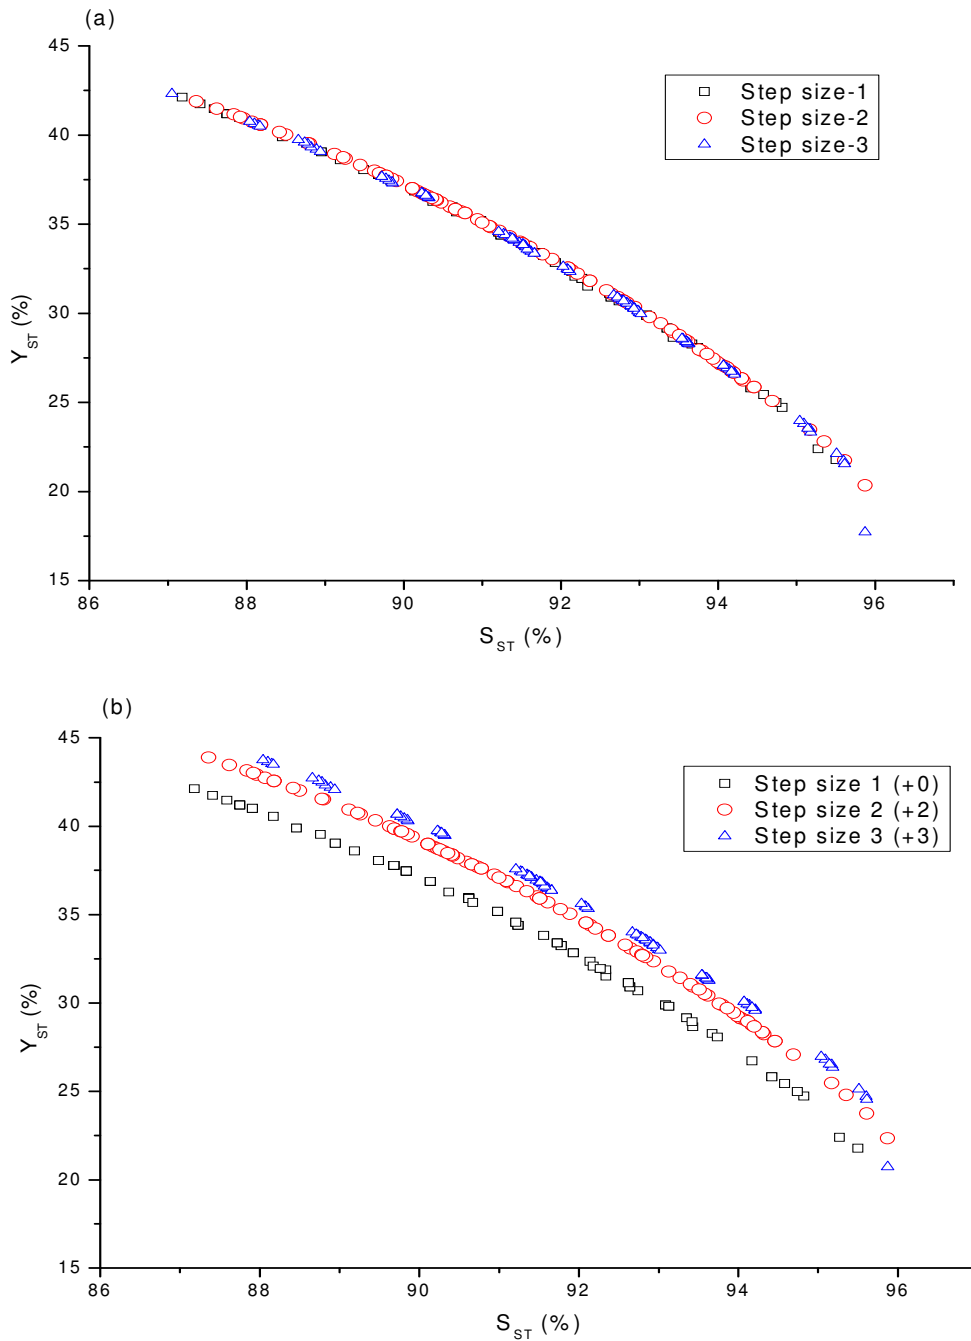 (a)
45
40
35
30
25
20
15
Y_ST (%)
Step size-1
Step size-2
Step size-3
86
88
90
92
94
96
S_ST (%)
(b)
45
40
35
30
25
20
15
Y_ST (%)
Step size 1 (+0)
Step size 2 (+2)
Step size 3 (+3)
86
88
90
92
94
96
S_ST (%)